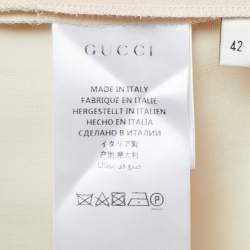 GUCCI
42
MADE IN ITALY
FABRIQUE EN ITALIE
HERGESTELLT IN ITALIEN
HECHO EN ITALIA
СДЕЛАНО В ИТАЛИИ
イタリア製
产地:意大利